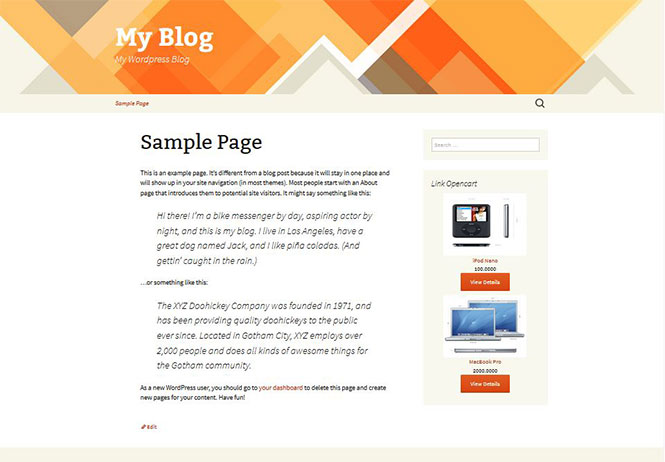 My Blog
My Wordpress Blog
Sample Page
Sample Page
This is an example page. It's different from a blog post because it will stay in one place and
will show up in your site navigation (in most themes). Most people start with an About
page that introduces them to potential site visitors. It might say something like this:
Hi there! I'm a bike messenger by day, aspiring actor by
night, and this is my blog. I live in Los Angeles, have a
great dog named Jack, and I like piña coladas. (And
gettin' caught in the rain.)
...or something like this:
The XYZ Doohickey Company was founded in 1971, and
has been providing quality doohickeys to the public
ever since. Located in Gotham City, XYZ employs over
2,000 people and does all kinds of awesome things for
the Gotham community.
As a new WordPress user, you should go to your dashboard to delete this page and create
new pages for your content. Have fun!
Edit
Search ...
Link Opencart
iPod Nano
100.0000
View Details
MacBook Pro
2000.0000
View Details